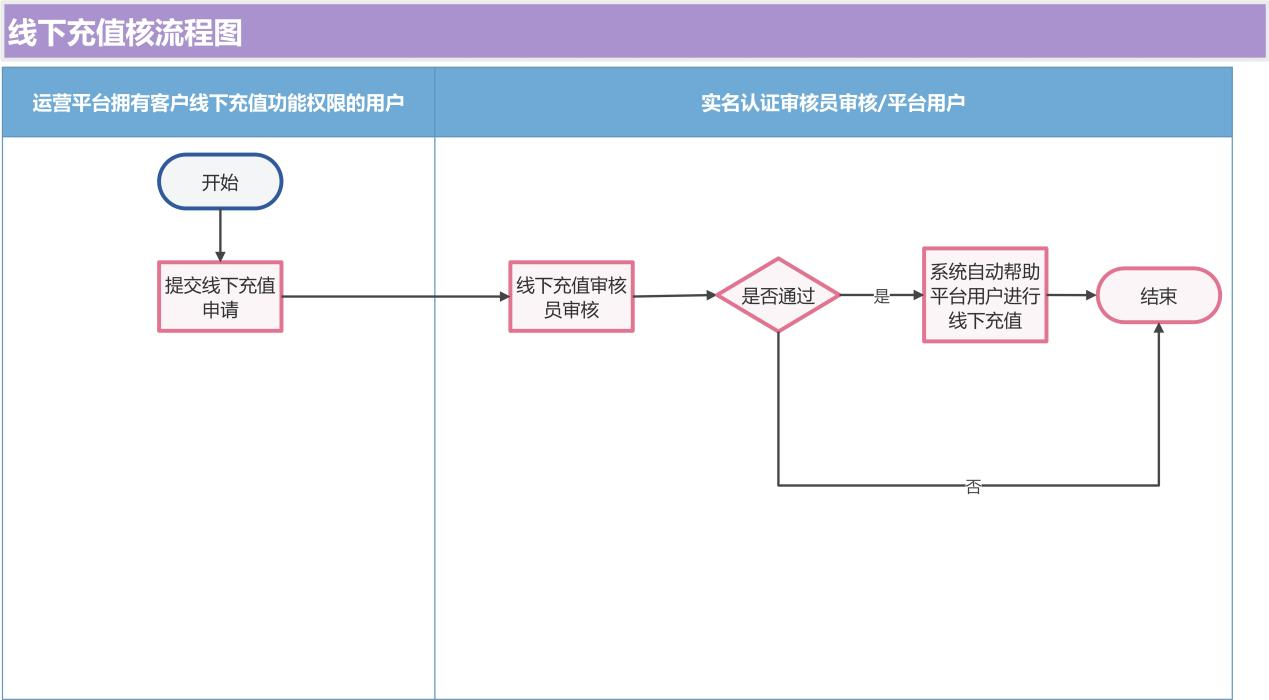 线下充值核流程图
运营平台拥有客户线下充值功能权限的用户
实名认证审核员审核/平台用户
开始
提交线下充值
申请
线下充值审核
员审核
是否通过
是
系统自动帮助
平台用户进行
线下充值
结束
否